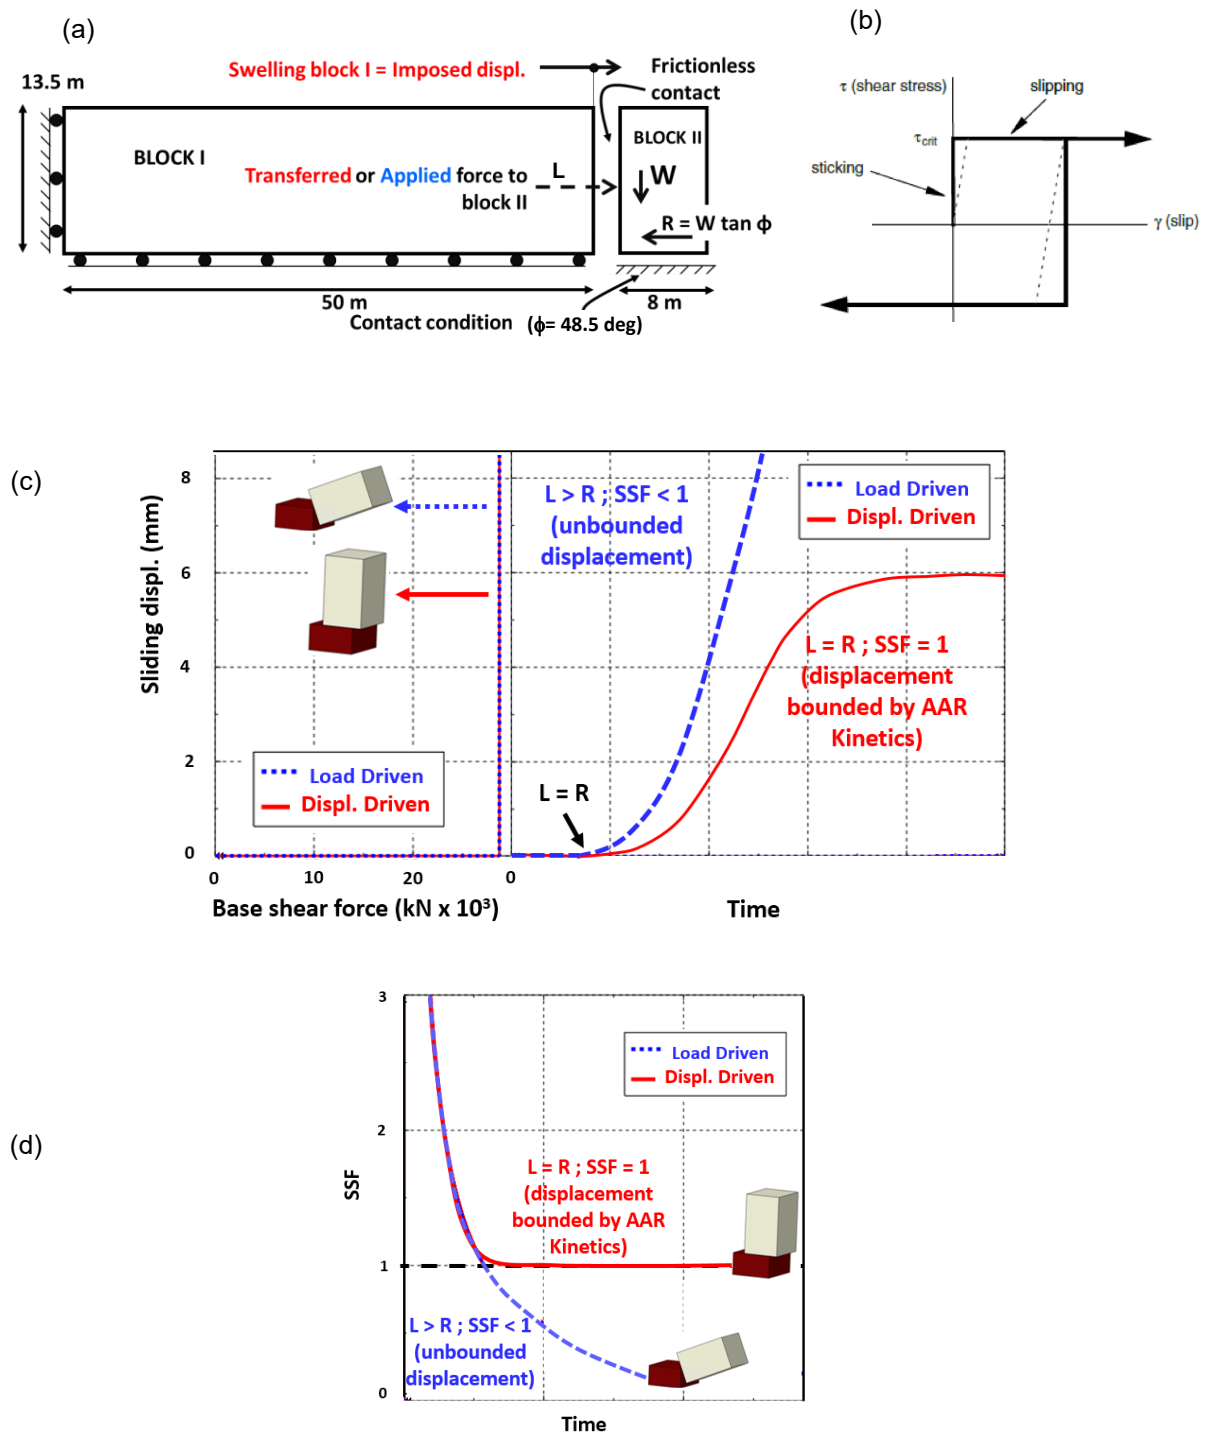 (a)
Swelling block I = Imposed displ.
Frictionless
contact
13.5 m
BLOCK I
BLOCK II
Transferred or Applied force to
block II
L
W
R = W tan ϕ
50 m
8 m
Contact condition (ϕ= 48.5 deg)
(b)
τ (shear stress)
slipping
τcrit
sticking
γ (slip)
(c)
Sliding displ. (mm)
8
6
4
2
0
Load Driven
Displ. Driven
0
10
20
Base shear force (kN x 10³)
L > R ; SSF < 1
(unbounded
displacement)
Load Driven
Displ. Driven
L = R ; SSF = 1
(displacement
bounded by AAR
Kinetics)
L = R
0
Time
(d)
SSF
3
2
1
0
Load Driven
Displ. Driven
L = R ; SSF = 1
(displacement
bounded by AAR
Kinetics)
L > R ; SSF < 1
(unbounded
displacement)
Time